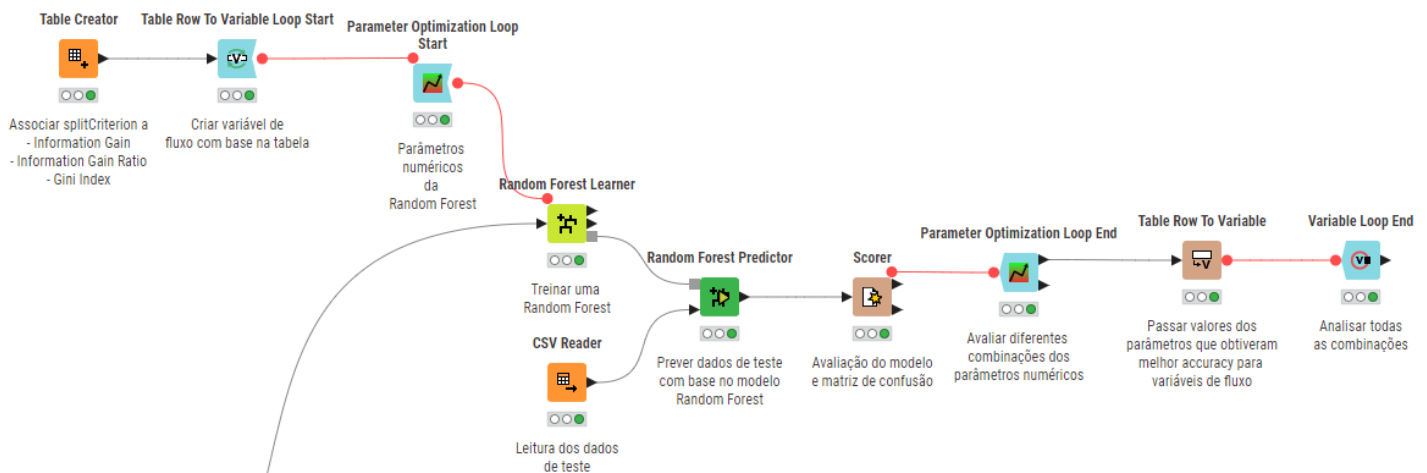 Table Creator
Associar splitCriterion a
- Information Gain
- Information Gain Ratio
- Gini Index
Table Row To Variable Loop Start
Criar variável de
fluxo com base na tabela
Parameter Optimization Loop
Start
Parâmetros
numéricos
da
Random Forest
Random Forest Learner
Treinar uma
Random Forest
CSV Reader
Leitura dos dados
de teste
Random Forest Predictor
Prever dados de teste
com base no modelo
Random Forest
Scorer
Avaliação do modelo
e matriz de confusão
Parameter Optimization Loop End
Avaliar diferentes
combinações dos
parâmetros numéricos
Table Row To Variable
Passar valores dos
parâmetros que obtiveram
melhor accuracy para
variáveis de fluxo
Variable Loop End
Analisar todas
as combinações